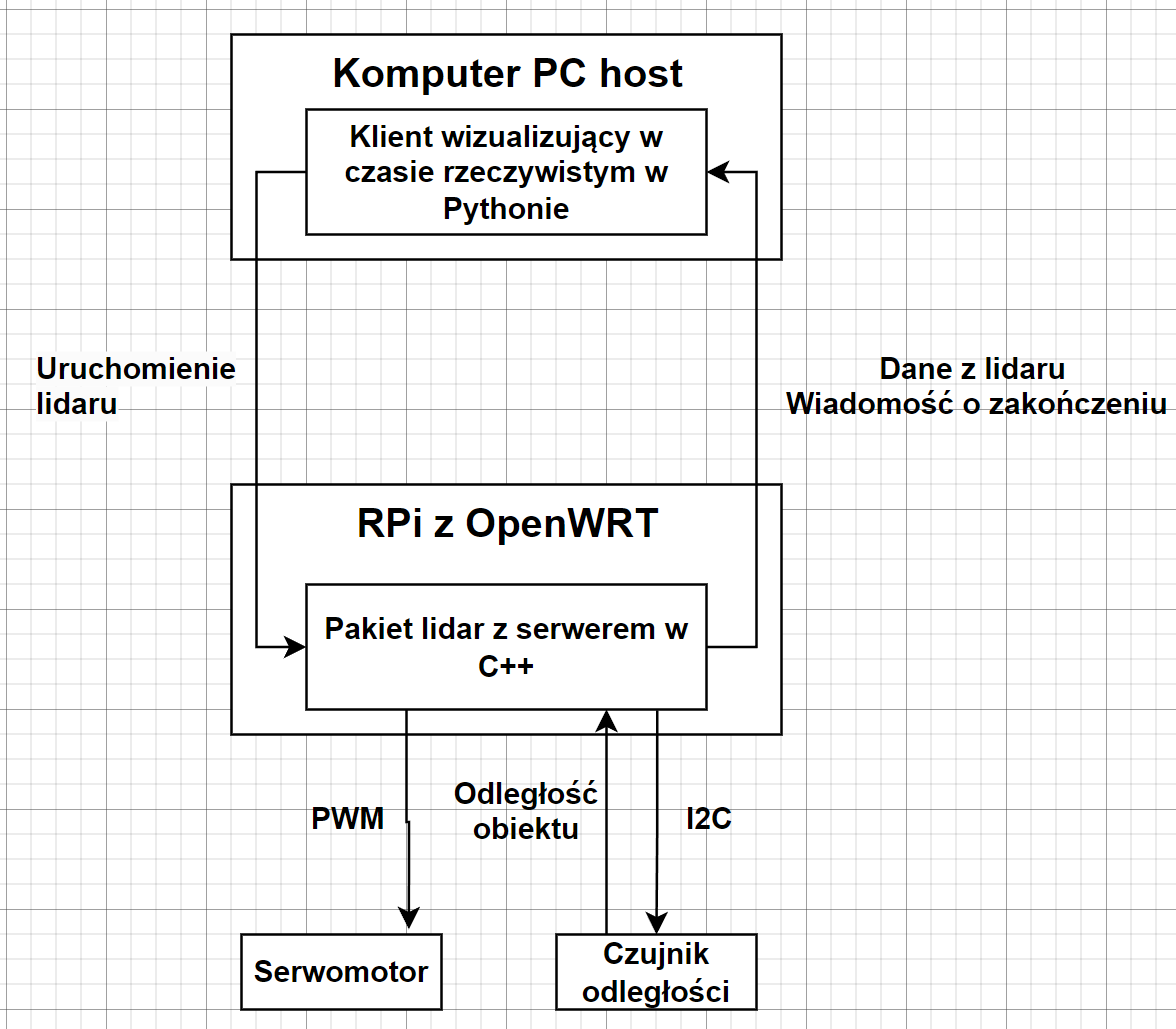 Komputer PC host
Klient wizualizujący w
czasie rzeczywistym w
Pythonie
Uruchomienie
lidaru
Dane z lidaru
Wiadomość o zakończeniu
RPi z OpenWRT
Pakiet lidar z serwerem w
C++
PWM
Odległość
obiektu
I2C
Serwomotor
Czujnik
odległości